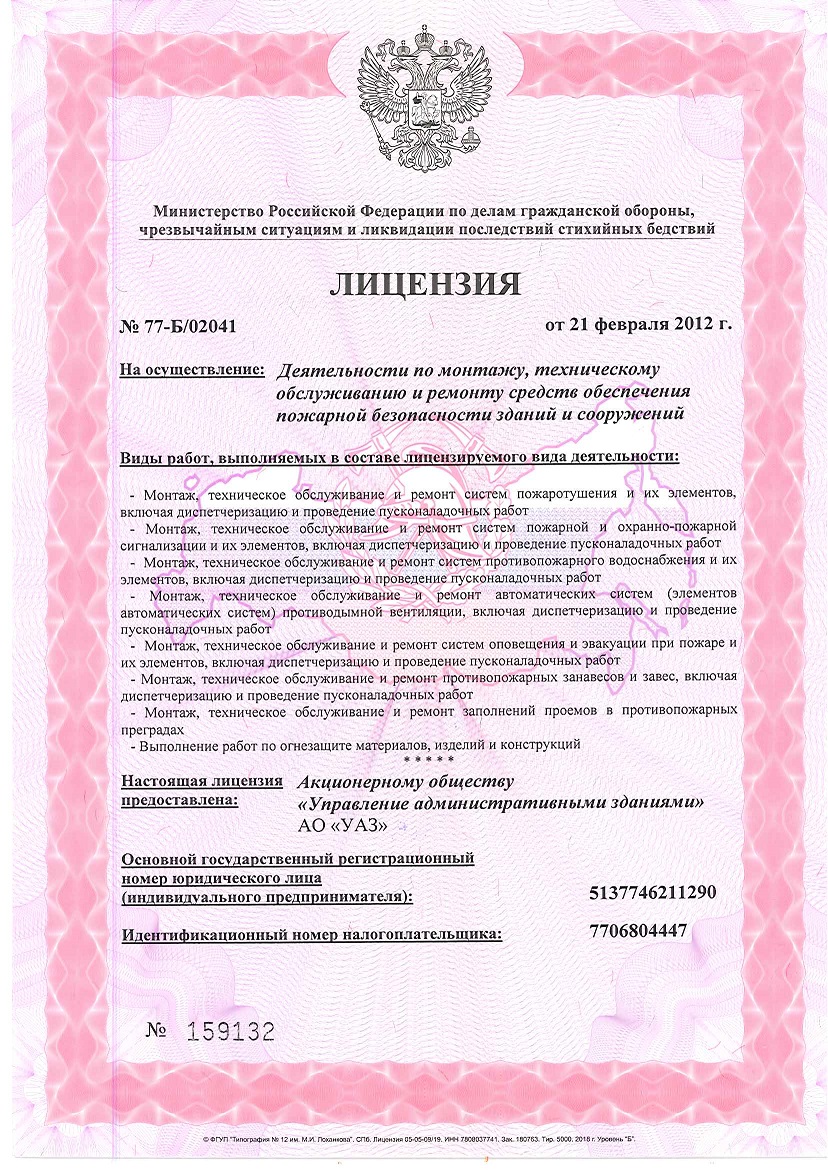 Министерство Российской Федерации по делам гражданской обороны,
чрезвычайным ситуациям и ликвидации последствий стихийных бедствий
ЛИЦЕНЗИЯ
№ 77-Б/02041
от 21 февраля 2012 г.
На осуществление: Деятельности по монтажу, техническому
обслуживанию и ремонту средств обеспечения
пожарной безопасности зданий и сооружений
Виды работ, выполняемых в составе лицензируемого вида деятельности:
- Монтаж, техническое обслуживание и ремонт систем пожаротушения и их элементов,
включая диспетчеризацию и проведение пусконаладочных работ
- Монтаж, техническое обслуживание и ремонт систем пожарной и охранно-пожарной
сигнализации и их элементов, включая диспетчеризацию и проведение пусконаладочных работ
- Монтаж, техническое обслуживание и ремонт систем противопожарного водоснабжения и их
элементов, включая диспетчеризацию и проведение пусконаладочных работ
- Монтаж, техническое обслуживание и ремонт автоматических систем (элементов
автоматических систем) противодымной вентиляции, включая диспетчеризацию и проведение
пусконаладочных работ
- Монтаж, техническое обслуживание и ремонт систем оповещения и эвакуации при пожаре и
их элементов, включая диспетчеризацию и проведение пусконаладочных работ
- Монтаж, техническое обслуживание и ремонт противопожарных занавесов и завес, включая
диспетчеризацию и проведение пусконаладочных работ
- Монтаж, техническое обслуживание и ремонт заполнений проемов в противопожарных
преградах
- Выполнение работ по огнезащите материалов, изделий и конструкций
* * * * *
Настоящая лицензия Акционерному обществу
предоставлена: «Управление административными зданиями»
АО «УАЗ»
Основной государственный регистрационный
номер юридического лица
(индивидуального предпринимателя): 5137746211290
Идентификационный номер налогоплательщика: 7706804447
№ 159132
© ФГУП "Типография № 12 им. М.И. Лоханкова". СПб. Лицензия 05-05-09/19. ИНН 7808037741. Зак. 180763. Тир. 5000. 2018 г. Уровень "Б".